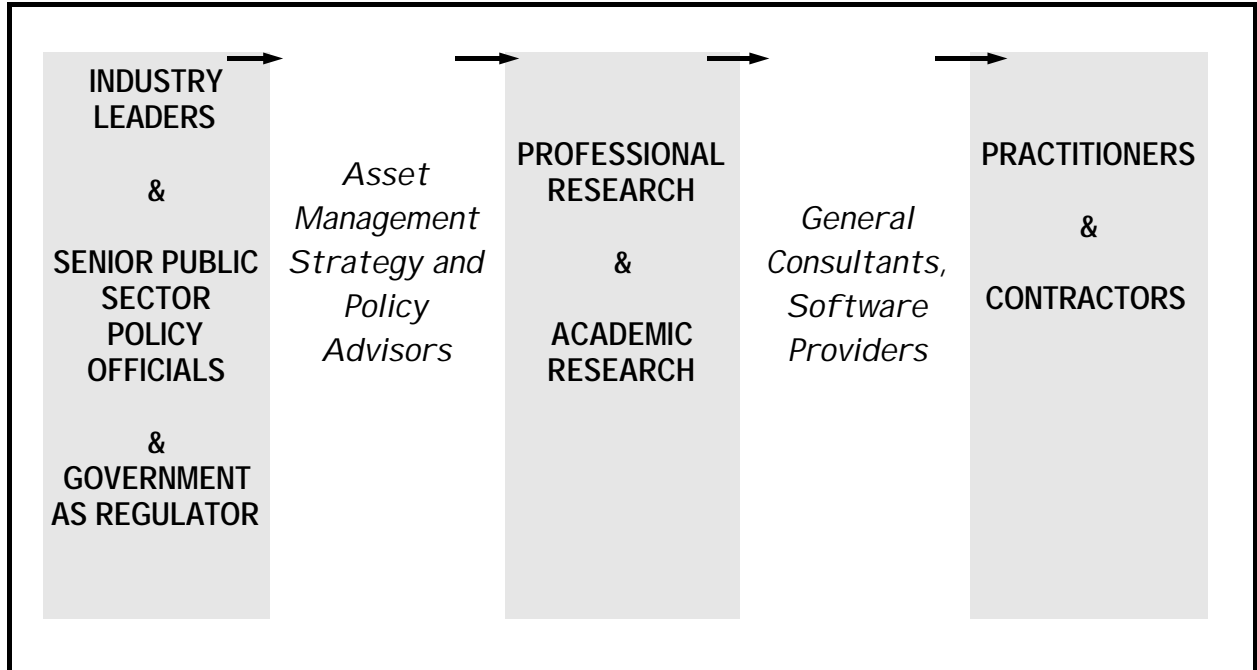 INDUSTRY
LEADERS
&
SENIOR PUBLIC
SECTOR
POLICY
OFFICIALS
&
GOVERNMENT
AS REGULATOR
Asset
Management
Strategy and
Policy
Advisors
PROFESSIONAL
RESEARCH
&
ACADEMIC
RESEARCH
General
Consultants,
Software
Providers
PRACTITIONERS
&
CONTRACTORS